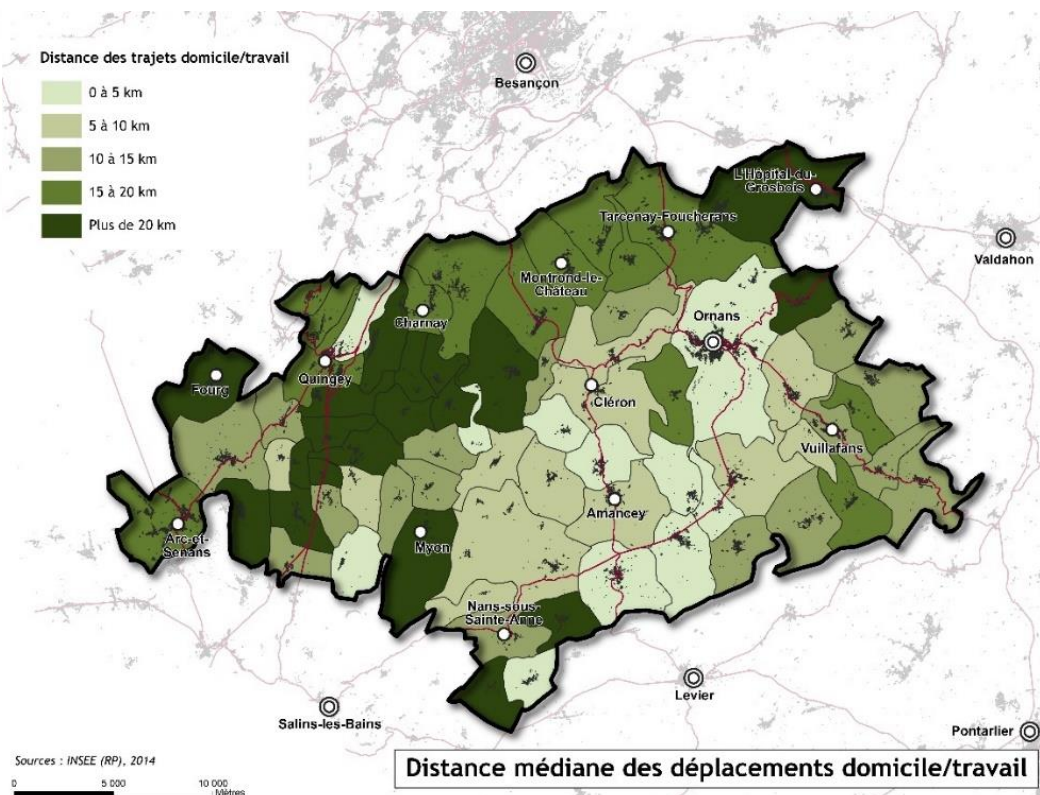 Distance des trajets domicile/travail
0 à 5 km
5 à 10 km
10 à 15 km
15 à 20 km
Plus de 20 km
Besançon
L'Hôpital-du-
Grosbois
Tarcenay-Foucherans
Valdahon
Montrond-le-
Château
Charnay
Ornans
Quingey
Fourg
Cléron
Vuillafans
Amancey
Arc-et-
Senans
Myon
Nans-sous-
Sainte-Anne
Levier
Salins-les-Bains
Pontarlier
Sources : INSEE (RP), 2014
0 5 000 10 000
Mètres
Distance médiane des déplacements domicile/travail